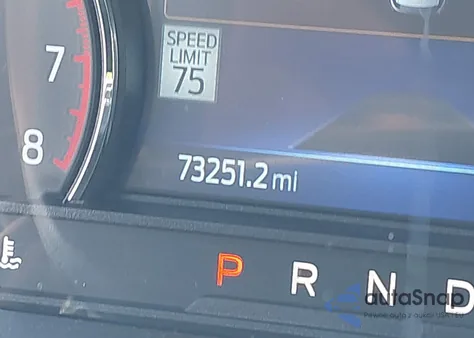 7
SPEED
LIMIT
75
8
73251.2 mi
P R N D
autoSnap